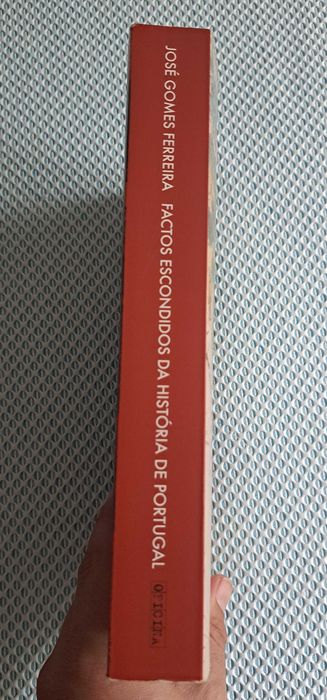 JOSÉ GOMES FERREIRA FACTOS ESCONDIDOS DA HISTÓRIA DE PORTUGAL OFICINA